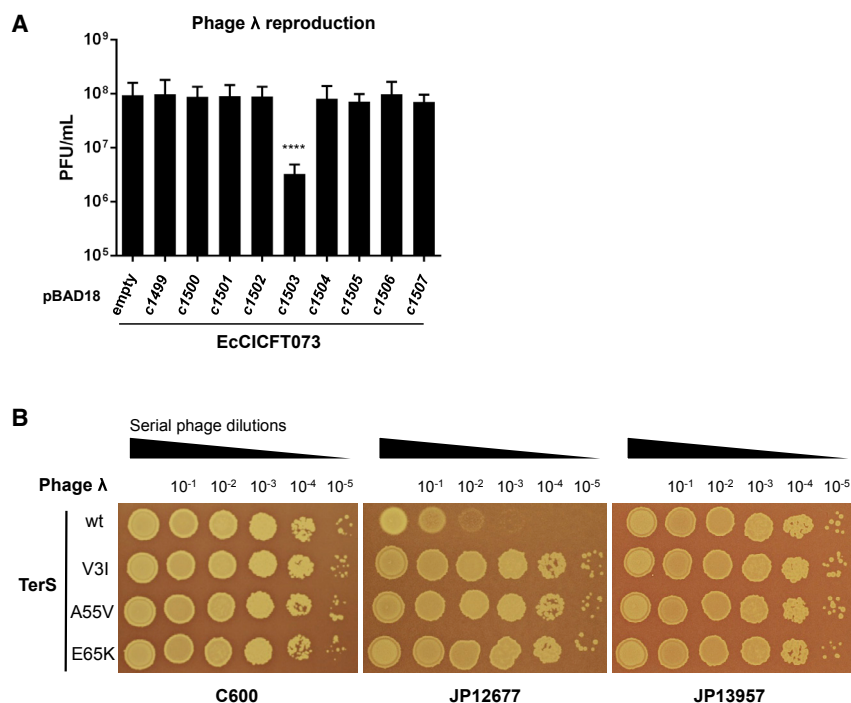 A
Phage λ reproduction
PFU/mL
10⁹
10⁸
10⁷
10⁶
10⁵
****
pBAD18
empty
c1499
c1500
c1501
c1502
c1503
c1504
c1505
c1506
c1507
EcCICFT073
B
Serial phage dilutions
Phage λ 10⁻¹ 10⁻² 10⁻³ 10⁻⁴ 10⁻⁵ 10⁻¹ 10⁻² 10⁻³ 10⁻⁴ 10⁻⁵ 10⁻¹ 10⁻² 10⁻³ 10⁻⁴ 10⁻⁵
TerS
wt
V3I
A55V
E65K
C600 JP12677 JP13957